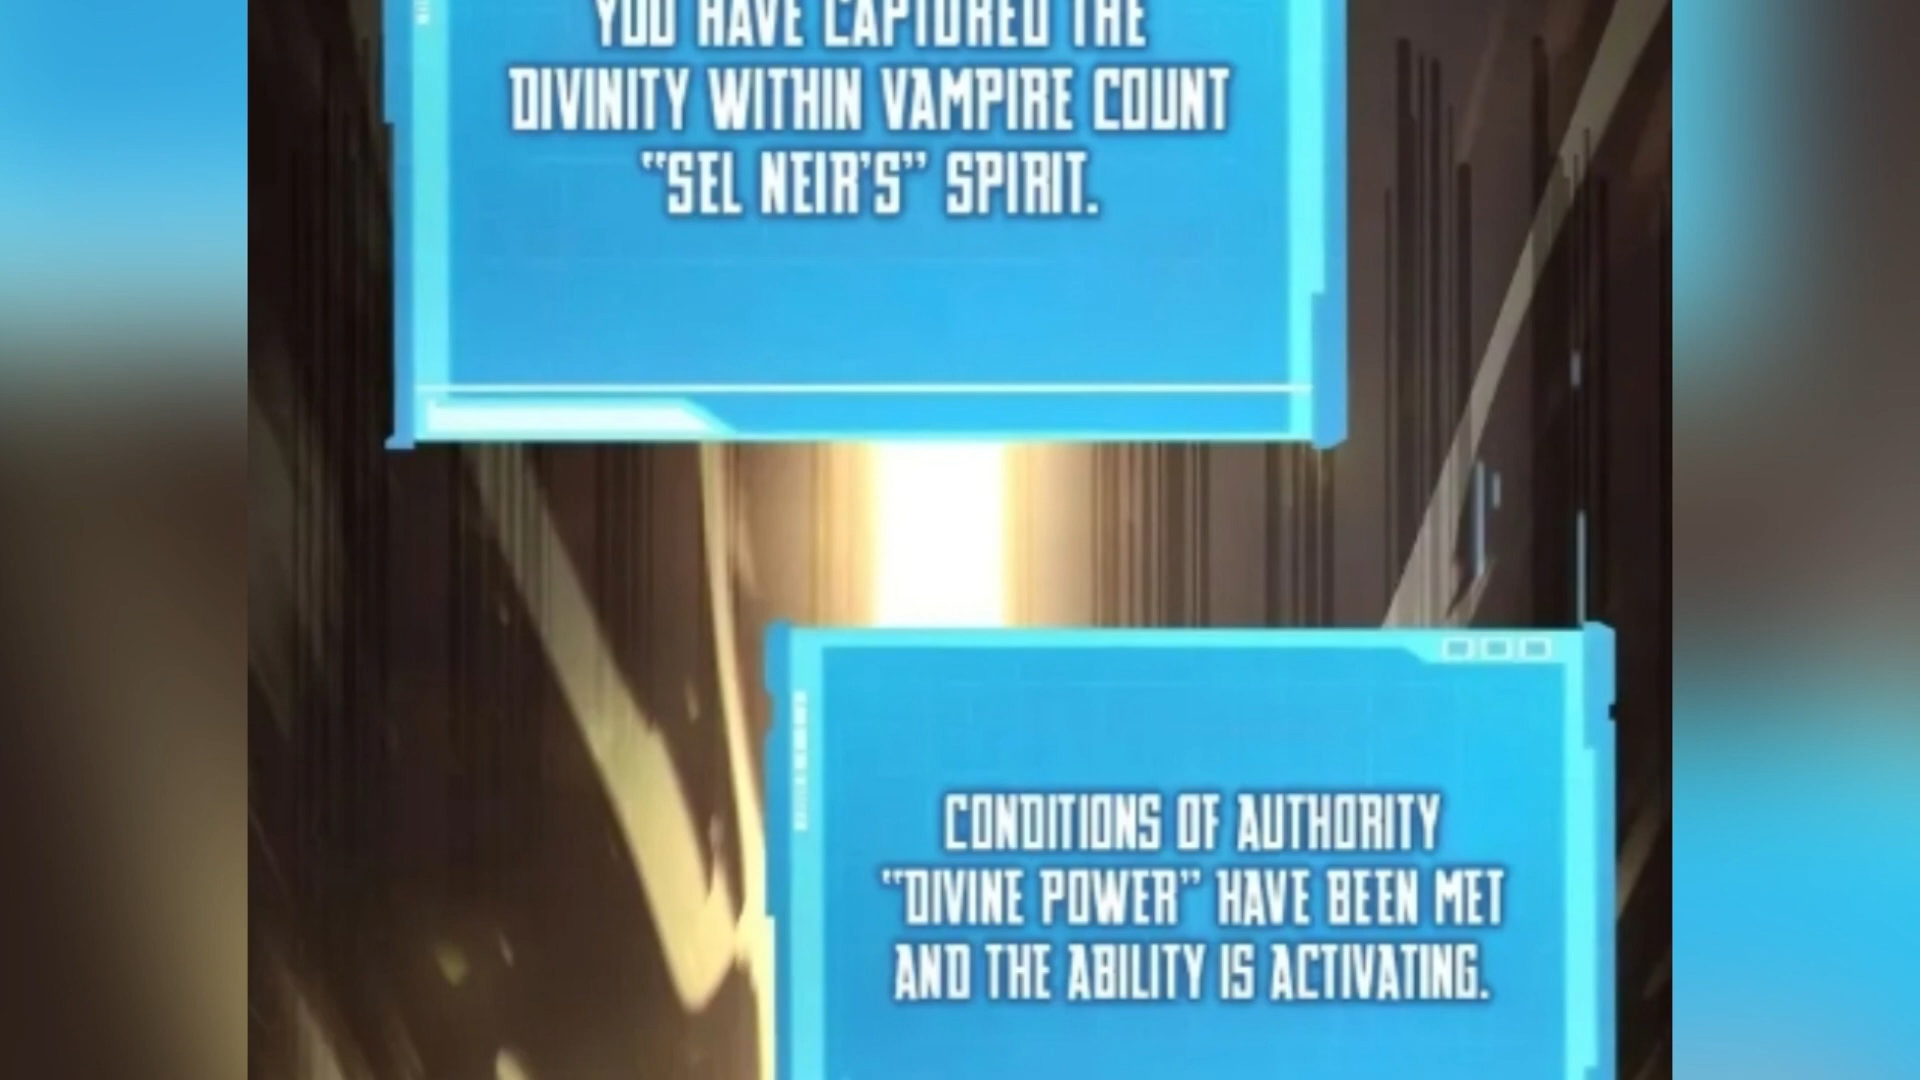 YOU HAVE CAPTURED THE
DIVINITY WITHIN VAMPIRE COUNT
“SEL NEIR’S” SPIRIT.
CONDITIONS OF AUTHORITY
“DIVINE POWER” HAVE BEEN MET
AND THE ABILITY IS ACTIVATING.